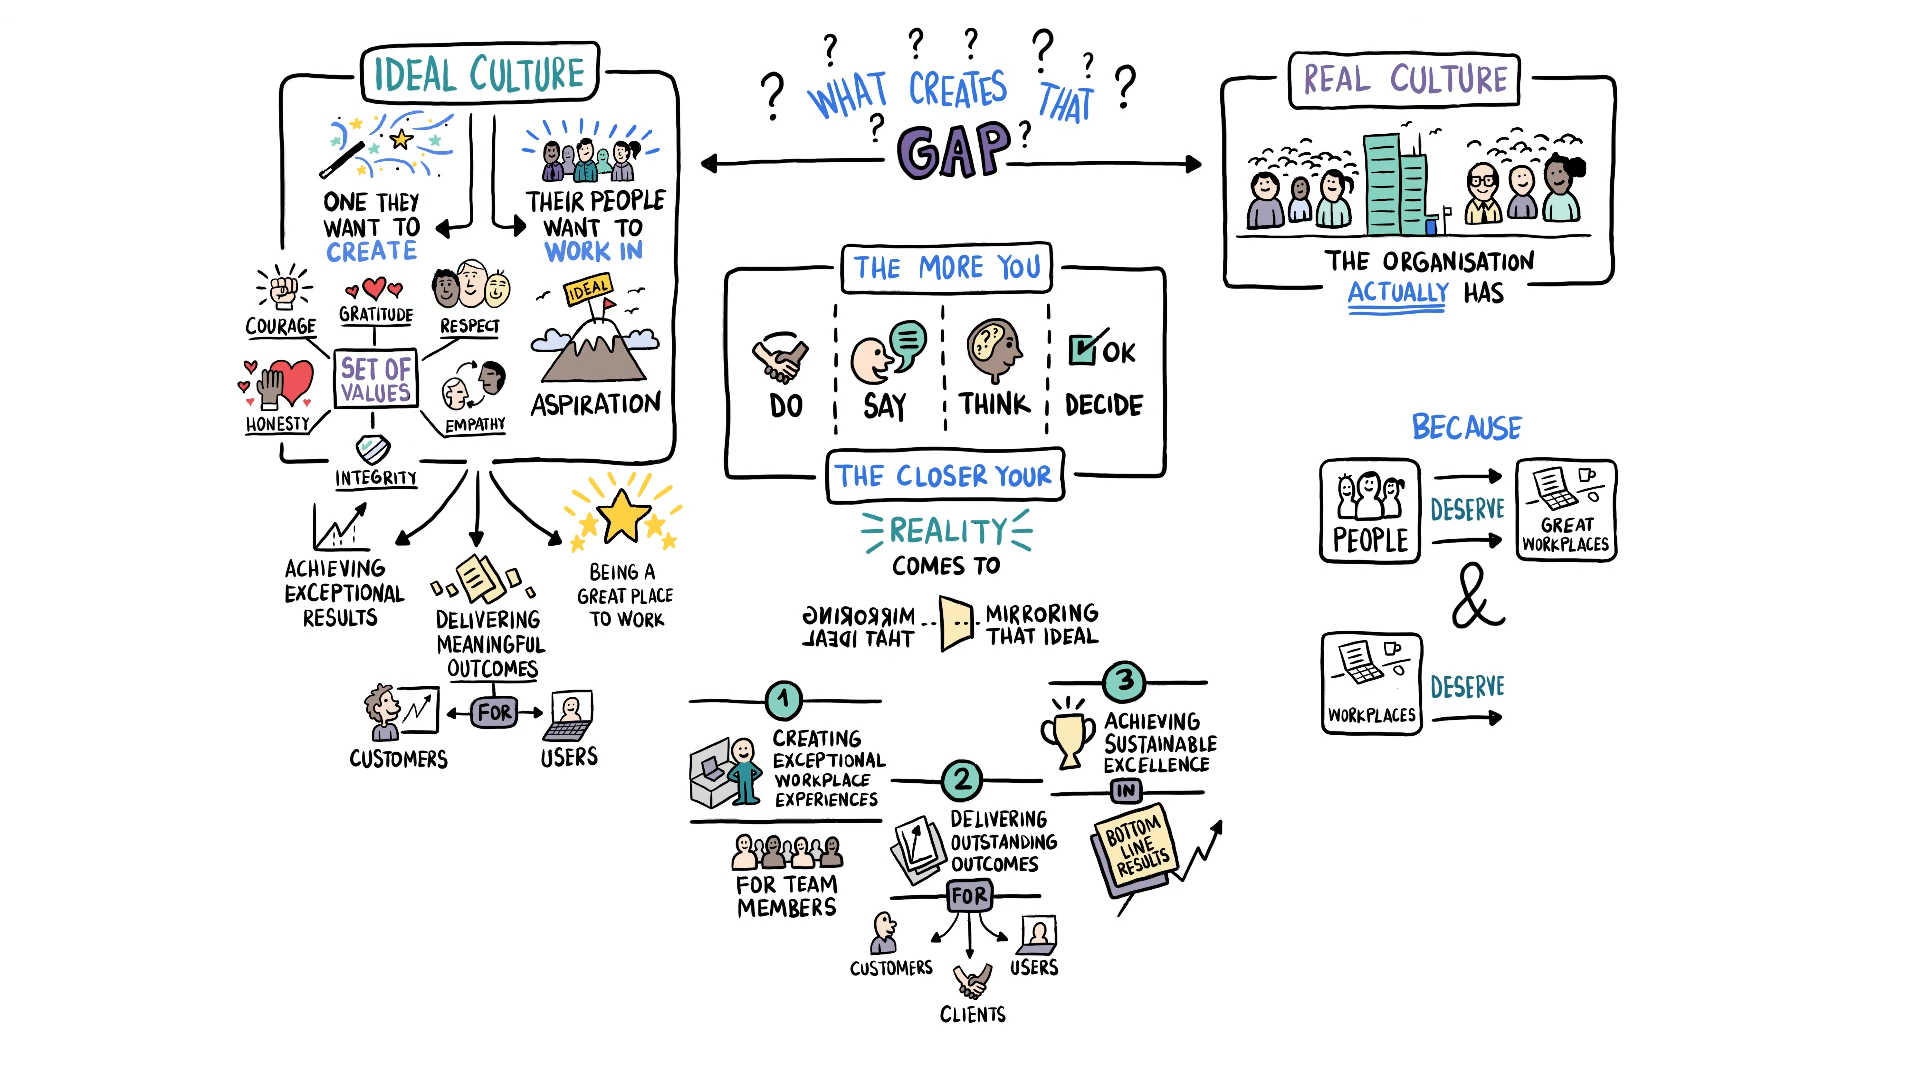 IDEAL CULTURE
ONE THEY
WANT TO
CREATE
THEIR PEOPLE
WANT TO
WORK IN
COURAGE
GRATITUDE
RESPECT
SET OF
VALUES
HONESTY
EMPATHY
INTEGRITY
IDEAL
ASPIRATION
ACHIEVING
EXCEPTIONAL
RESULTS
DELIVERING
MEANINGFUL
OUTCOMES
FOR
CUSTOMERS
USERS
BEING A
GREAT PLACE
TO WORK
? ? ? ? ? ? ? ? ?
WHAT CREATES THAT
GAP
THE MORE YOU
DO
SAY
? ? ?
THINK
OK
DECIDE
THE CLOSER YOUR
REALITY
COMES TO
MIRRORING
THAT IDEAL
MIRRORING
THAT IDEAL
1
CREATING
EXCEPTIONAL
WORKPLACE
EXPERIENCES
FOR TEAM
MEMBERS
2
DELIVERING
OUTSTANDING
OUTCOMES
FOR
CUSTOMERS
CLIENTS
USERS
3
ACHIEVING
SUSTAINABLE
EXCELLENCE
IN
BOTTOM
LINE
RESULTS
REAL CULTURE
THE ORGANISATION
ACTUALLY HAS
BECAUSE
PEOPLE
DESERVE
GREAT
WORKPLACES
&
WORKPLACES
DESERVE